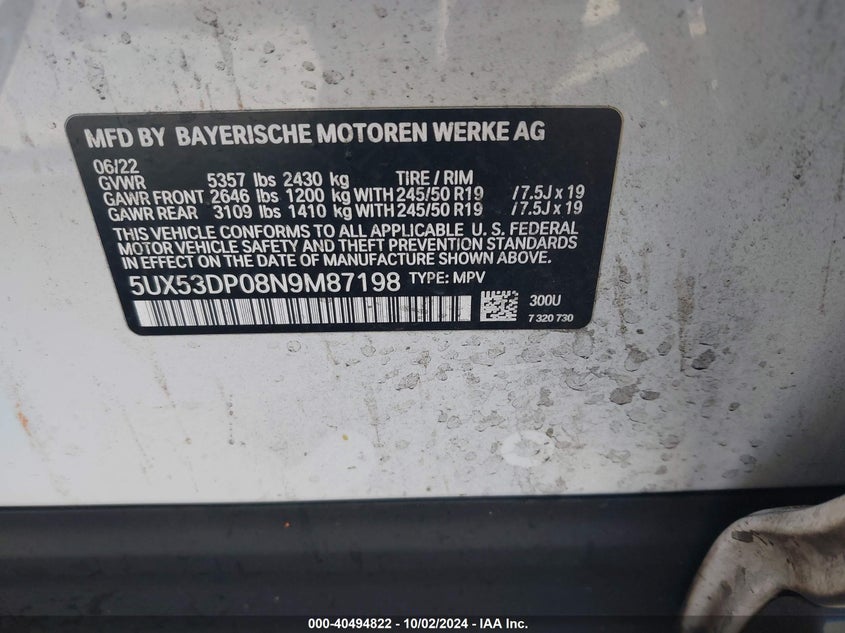 MFD BY BAYERISCHE MOTOREN WERKE AG
06/22
GVWR 5357 lbs 2430 kg TIRE / RIM
GAWR FRONT 2646 lbs 1200 kg WITH 245/50 R19 /7.5J x 19
GAWR REAR 3109 lbs 1410 kg WITH 245/50 R19 /7.5J x 19
THIS VEHICLE CONFORMS TO ALL APPLICABLE U. S. FEDERAL
MOTOR VEHICLE SAFETY AND THEFT PREVENTION STANDARDS
IN EFFECT ON THE DATE OF MANUFACTURE SHOWN ABOVE.
5UX53DP08N9M87198 TYPE: MPV
300U
7 320 730
000-40494822 - 10/02/2024 - IAA Inc.